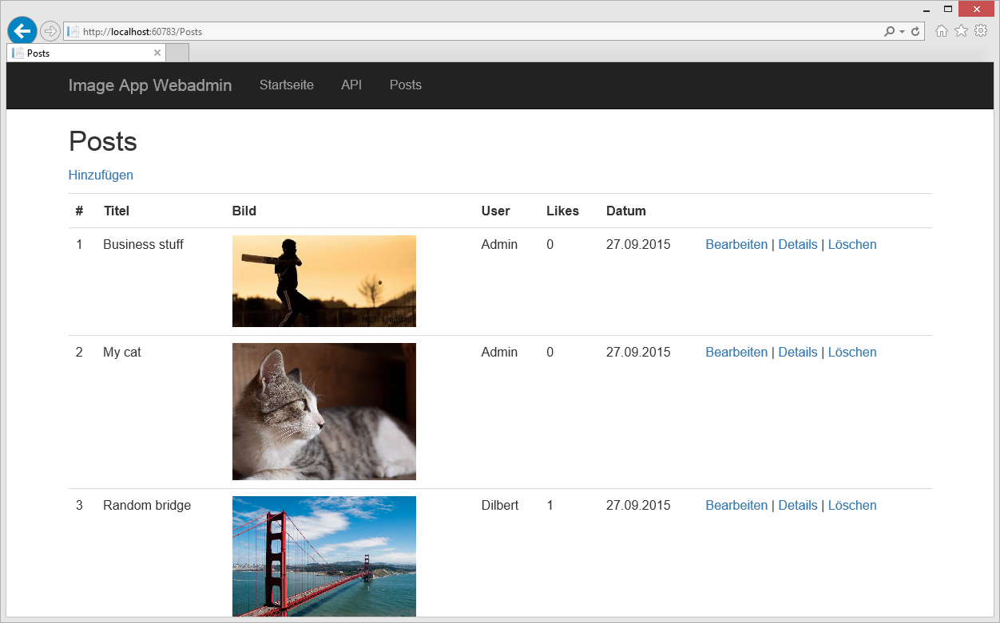 http://localhost:60783/Posts
Posts
Image App Webadmin Startseite API Posts
Posts
Hinzufügen
# Titel Bild User Likes Datum
1 Business stuff Admin 0 27.09.2015 Bearbeiten | Details | Löschen
2 My cat Admin 0 27.09.2015 Bearbeiten | Details | Löschen
3 Random bridge Dilbert 1 27.09.2015 Bearbeiten | Details | Löschen